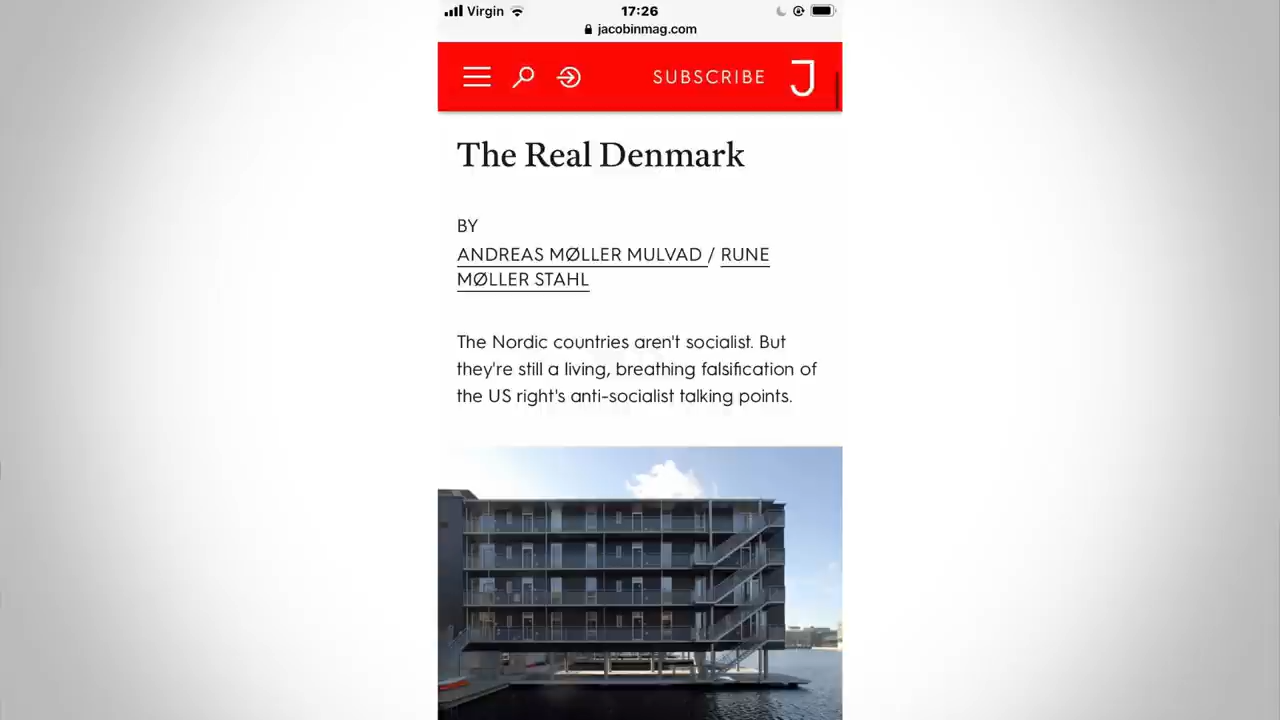 Virgin
17:26
jacobinmag.com
SUBSCRIBE
J
The Real Denmark
BY
ANDREAS MØLLER MULVAD / RUNE
MØLLER STAHL
The Nordic countries aren't socialist. But
they're still a living, breathing falsification of
the US right's anti-socialist talking points.